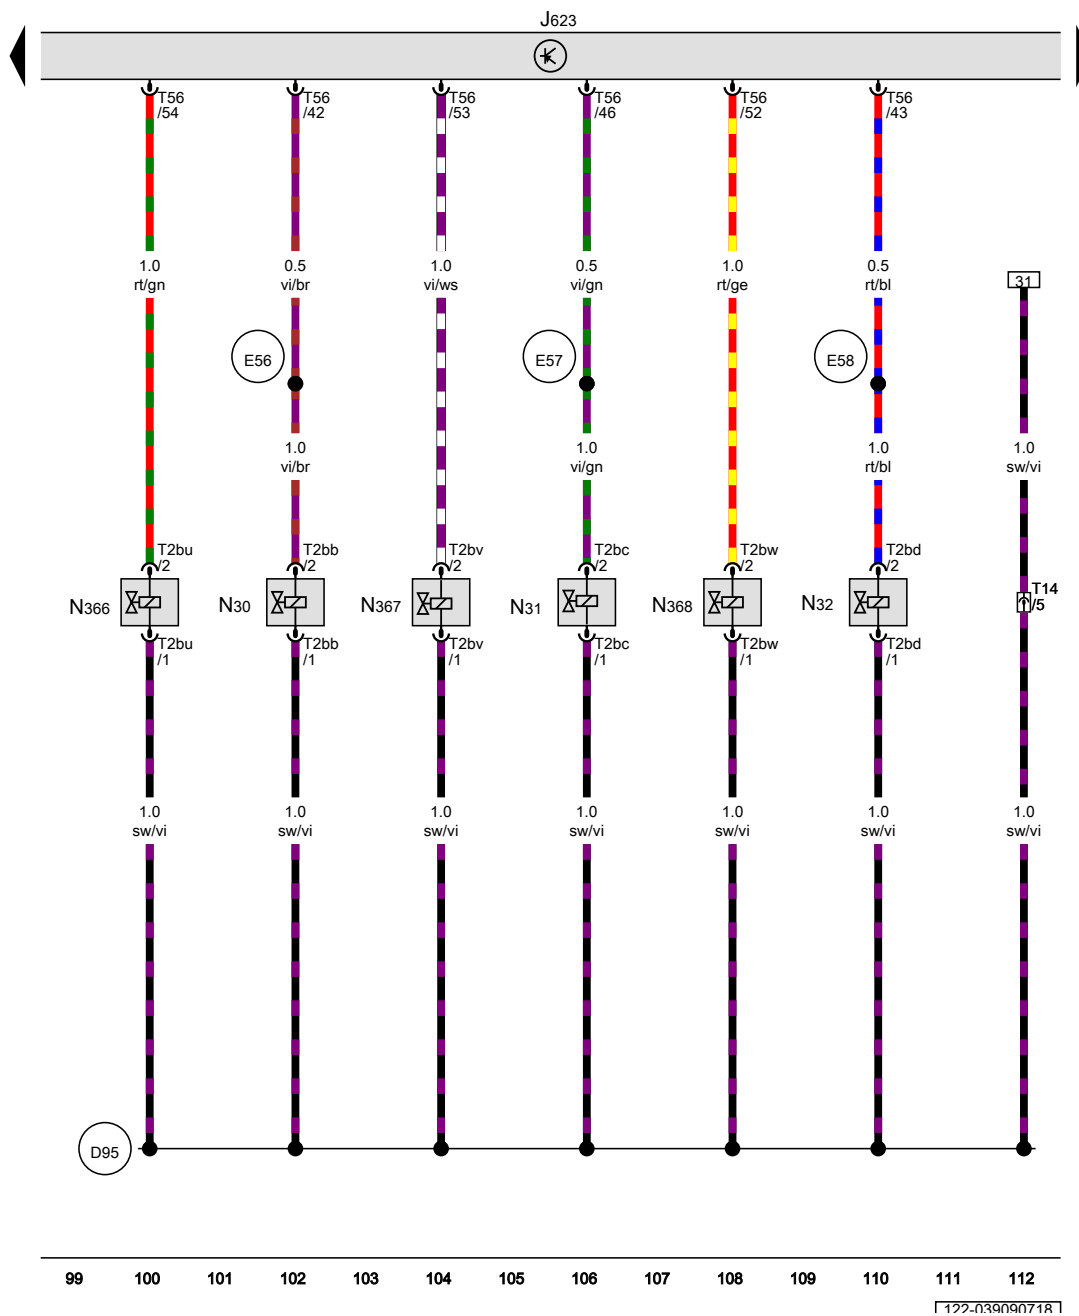 J623
T56 T56 T56 T56 T56 T56
/54 /42 /53 /46 /52 /43
1.0 0.5 1.0 0.5 1.0 0.5
rt/gn vi/br vi/ws vi/gn rt/ge rt/bl
31
E56 E57 E58
1.0 1.0 1.0 1.0
vi/br vi/gn rt/bl sw/vi
T2bu T2bb T2bv T2bc T2bw T2bd
/2 /2 /2 /2 /2 /2
T14
/5
N366 N30 N367 N31 N368 N32
T2bu T2bb T2bv T2bc T2bw T2bd
/1 /1 /1 /1 /1 /1
1.0 1.0 1.0 1.0 1.0 1.0 1.0
sw/vi sw/vi sw/vi sw/vi sw/vi sw/vi sw/vi
D95
99 100 101 102 103 104 105 106 107 108 109 110 111 112
122-039090718